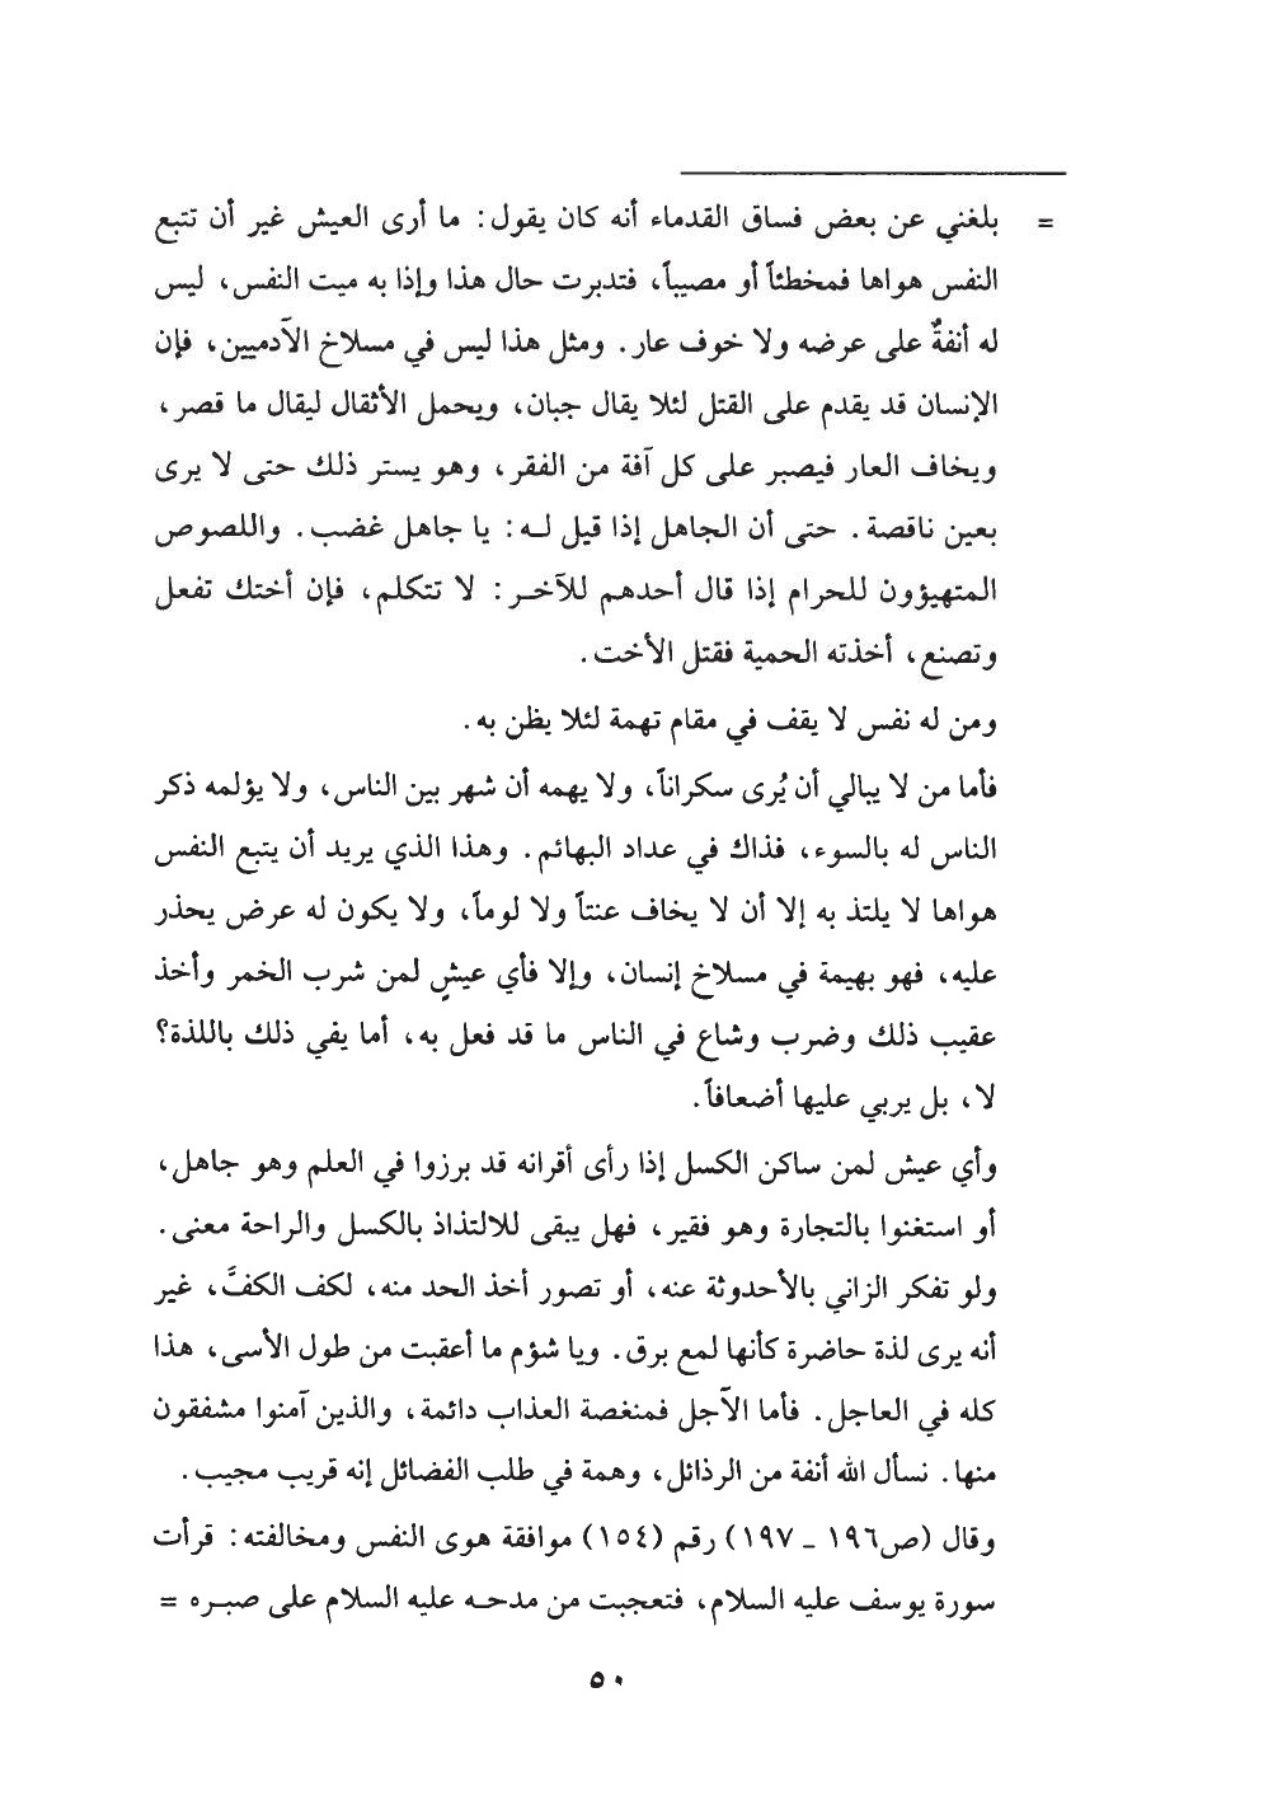 = بلغني عن بعض فساق القدماء أنه كان يقول: ما أرى العيش غير أن تتبع
النفس هواها فمخطئاً أو مصيباً، فتدبرت حال هذا وإذا به ميت النفس، ليس
له أنفةٌ على عرضه ولا خوف عار. ومثل هذا ليس في مسلاخ الآدميين، فإن
الإنسان قد يقدم على القتل لئلا يقال جبان، ويحمل الأثقال ليقال ما قصر،
ويخاف العار فيصبر على كل آفة من الفقر، وهو يستر ذلك حتى لا يرى
بعين ناقصة. حتى أن الجاهل إذا قيل لـه: يا جاهل غضب. واللصوص
المتهيؤون للحرام إذا قال أحدهم للآخـر: لا تتكلم، فإن أختك تفعل
وتصنع، أخذته الحمية فقتل الأخت.
ومن له نفس لا يقف في مقام تهمة لئلا يظن به.
فأما من لا يبالي أن يُرى سكراناً، ولا يهمه أن شهر بين الناس، ولا يؤلمه ذكر
الناس له بالسوء، فذاك في عداد البهائم. وهذا الذي يريد أن يتبع النفس
هواها لا يلتذ به إلا أن لا يخاف عنتاً ولا لوماً، ولا يكون له عرض يحذر
عليه، فهو بهيمة في مسلاخ إنسان، وإلا فأي عيشٍ لمن شرب الخمر وأخذ
عقيب ذلك وضرب وشاع في الناس ما قد فعل به، أما يفي ذلك باللذة؟
لا، بل يربي عليها أضعافاً.
وأي عيش لمن ساكن الكسل إذا رأى أقرانه قد برزوا في العلم وهو جاهل،
أو استغنوا بالتجارة وهو فقير، فهل يبقى للالتذاذ بالكسل والراحة معنى.
ولو تفكر الزاني بالأحدوثة عنه، أو تصور أخذ الحد منه، لكف الكفَّ، غير
أنه يرى لذة حاضرة كأنها لمع برق. ويا شؤم ما أعقبت من طول الأسى، هذا
كله في العاجل. فأما الآجل فمنغصة العذاب دائمة، والذين آمنوا مشفقون
منها. نسأل الله أنفة من الرذائل، وهمة في طلب الفضائل إنه قريب مجيب.
وقال (ص١٩٦ ـ ١٩٧) رقم (١٥٤) موافقة هوى النفس ومخالفته: قرأت
سورة يوسف عليه السلام، فتعجبت من مدحـه عليه السلام على صبـره =
٥٠